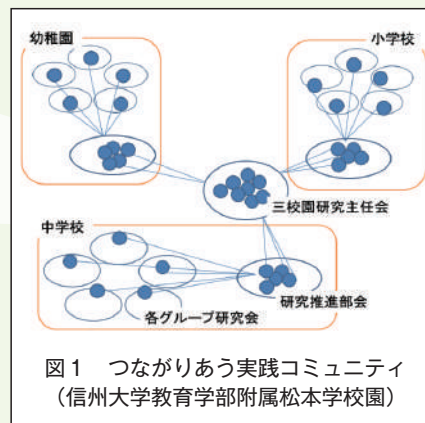 幼稚園
小学校
三校園研究主任会
中学校
研究推進部会
各グループ研究会
図1　つながりあう実践コミュニティ
（信州大学教育学部附属松本学校園）